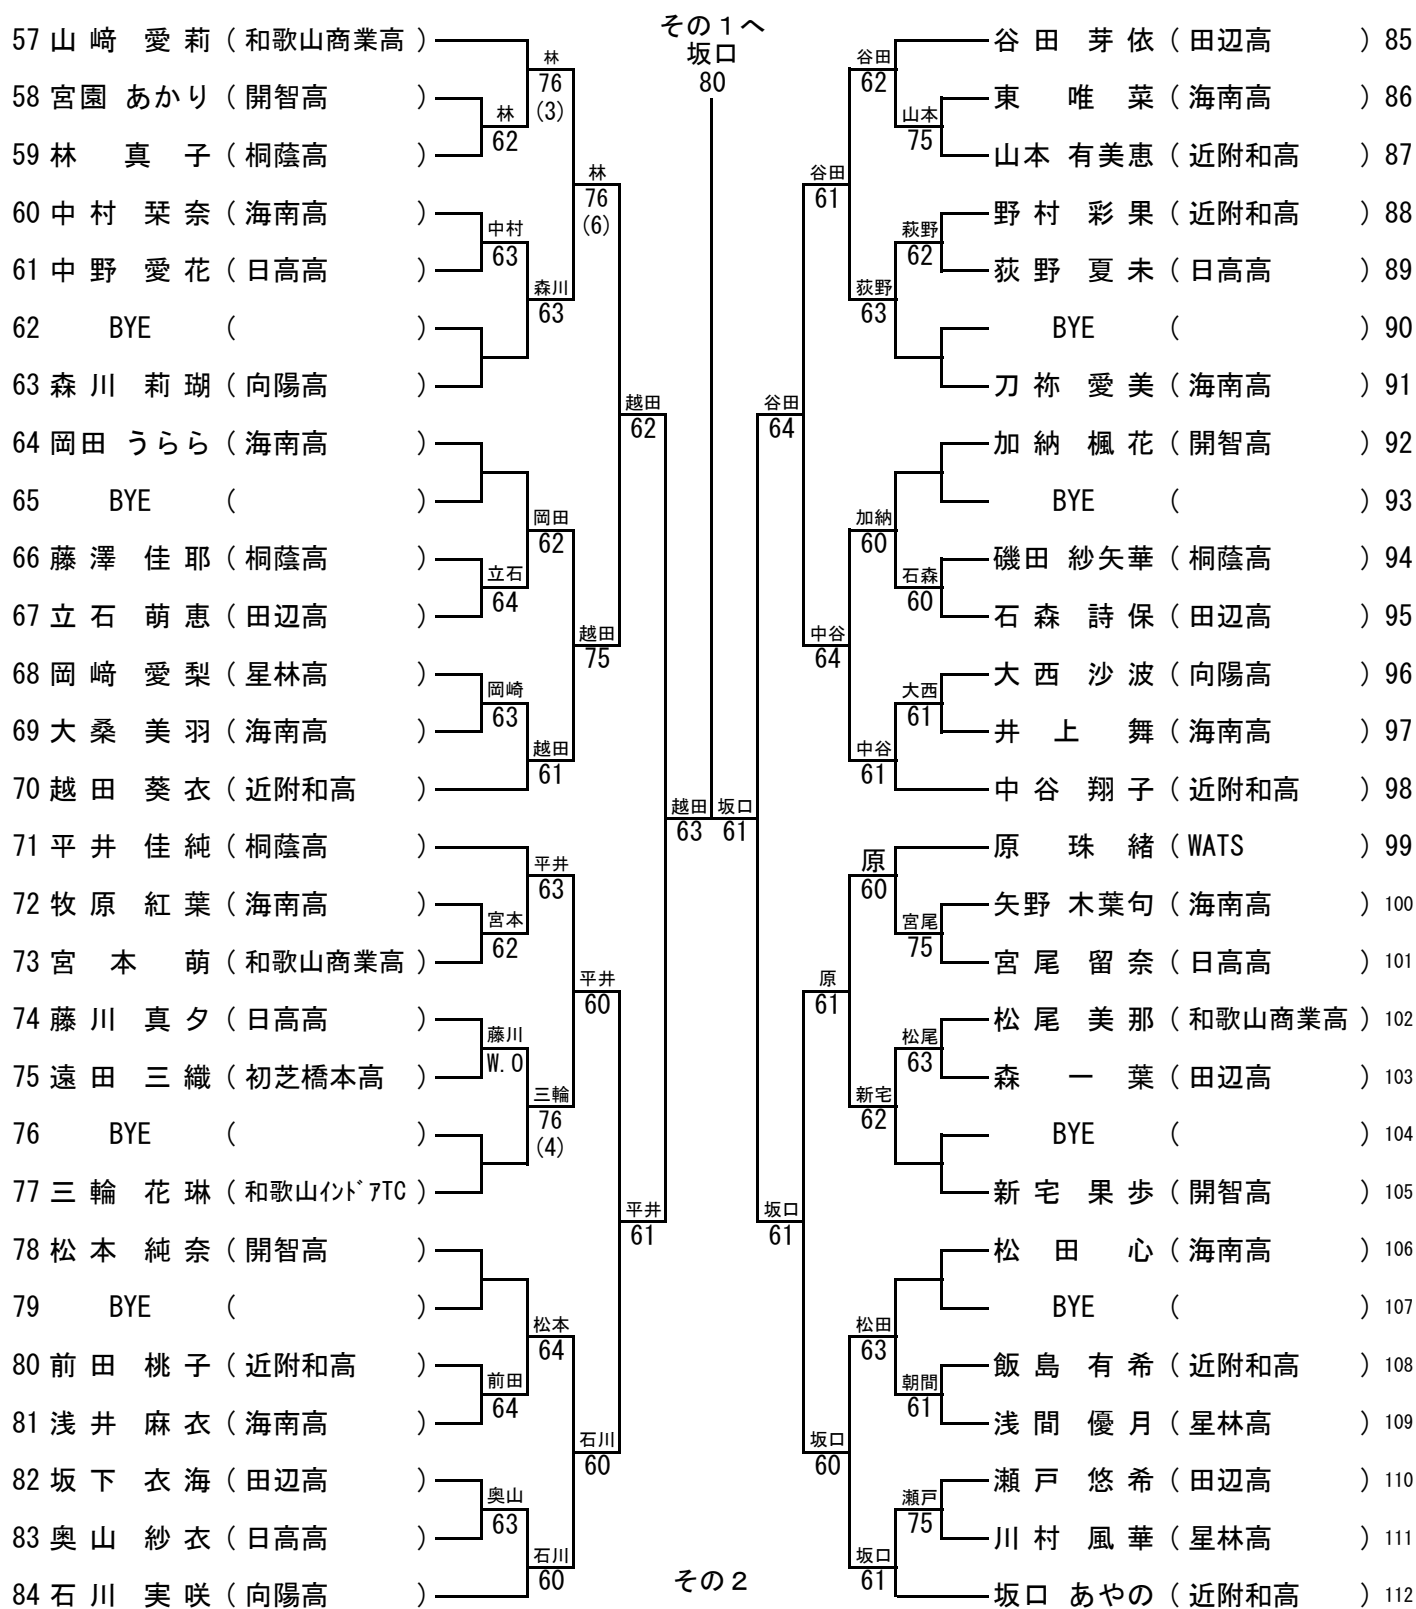 その１へ
坂口
80
57 山﨑 愛莉 ( 和歌山商業高 )
58 宮園 あかり ( 開智高 )
59 林 真子 ( 桐蔭高 )
60 中村 栞奈 ( 海南高 )
61 中野 愛花 ( 日高高 )
62 BYE ( )
63 森川 莉瑚 ( 向陽高 )
64 岡田 うらら ( 海南高 )
65 BYE ( )
66 藤澤 佳耶 ( 桐蔭高 )
67 立石 萌恵 ( 田辺高 )
68 岡﨑 愛梨 ( 星林高 )
69 大桑 美羽 ( 海南高 )
70 越田 葵衣 ( 近附和高 )
71 平井 佳純 ( 桐蔭高 )
72 牧原 紅葉 ( 海南高 )
73 宮本 萌 ( 和歌山商業高 )
74 藤川 真夕 ( 日高高 )
75 遠田 三織 ( 初芝橋本高 )
76 BYE ( )
77 三輪 花琳 ( 和歌山ｲﾝﾄﾞｱTC )
78 松本 純奈 ( 開智高 )
79 BYE ( )
80 前田 桃子 ( 近附和高 )
81 浅井 麻衣 ( 海南高 )
82 坂下 衣海 ( 田辺高 )
83 奥山 紗衣 ( 日高高 )
84 石川 実咲 ( 向陽高 )
林
62
中村
63
立石
64
岡崎
63
宮本
62
藤川
W.O
前田
64
奥山
63
林
76
(3)
森川
63
岡田
62
越田
61
平井
63
三輪
76
(4)
松本
64
石川
60
林
76
(6)
越田
75
平井
60
石川
60
越田
62
平井
61
越田
63
坂口
61
谷田
64
坂口
61
谷田
61
中谷
64
原
61
坂口
60
谷田
62
荻野
63
加納
60
中谷
61
原
60
新宅
62
松田
63
坂口
61
山本
75
萩野
62
石森
60
大西
61
宮尾
75
松尾
63
朝間
61
瀬戸
75
谷田 芽依 ( 田辺高 ) 85
東 唯菜 ( 海南高 ) 86
山本 有美恵 ( 近附和高 ) 87
野村 彩果 ( 近附和高 ) 88
荻野 夏未 ( 日高高 ) 89
BYE ( ) 90
刀祢 愛美 ( 海南高 ) 91
加納 楓花 ( 開智高 ) 92
BYE ( ) 93
磯田 紗矢華 ( 桐蔭高 ) 94
石森 詩保 ( 田辺高 ) 95
大西 沙波 ( 向陽高 ) 96
井上 舞 ( 海南高 ) 97
中谷 翔子 ( 近附和高 ) 98
原 珠緒 ( WATS ) 99
矢野 木葉句 ( 海南高 ) 100
宮尾 留奈 ( 日高高 ) 101
松尾 美那 ( 和歌山商業高 ) 102
森 一葉 ( 田辺高 ) 103
BYE ( ) 104
新宅 果歩 ( 開智高 ) 105
松田 心 ( 海南高 ) 106
BYE ( ) 107
飯島 有希 ( 近附和高 ) 108
浅間 優月 ( 星林高 ) 109
瀬戸 悠希 ( 田辺高 ) 110
川村 風華 ( 星林高 ) 111
坂口 あやの ( 近附和高 ) 112
その２